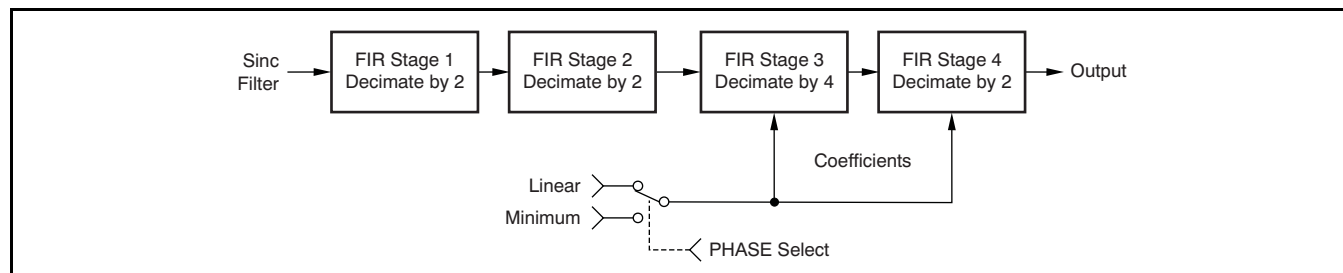 Sinc
Filter
FIR Stage 1
Decimate by 2
FIR Stage 2
Decimate by 2
FIR Stage 3
Decimate by 4
FIR Stage 4
Decimate by 2
Output
Coefficients
Linear
Minimum
PHASE Select